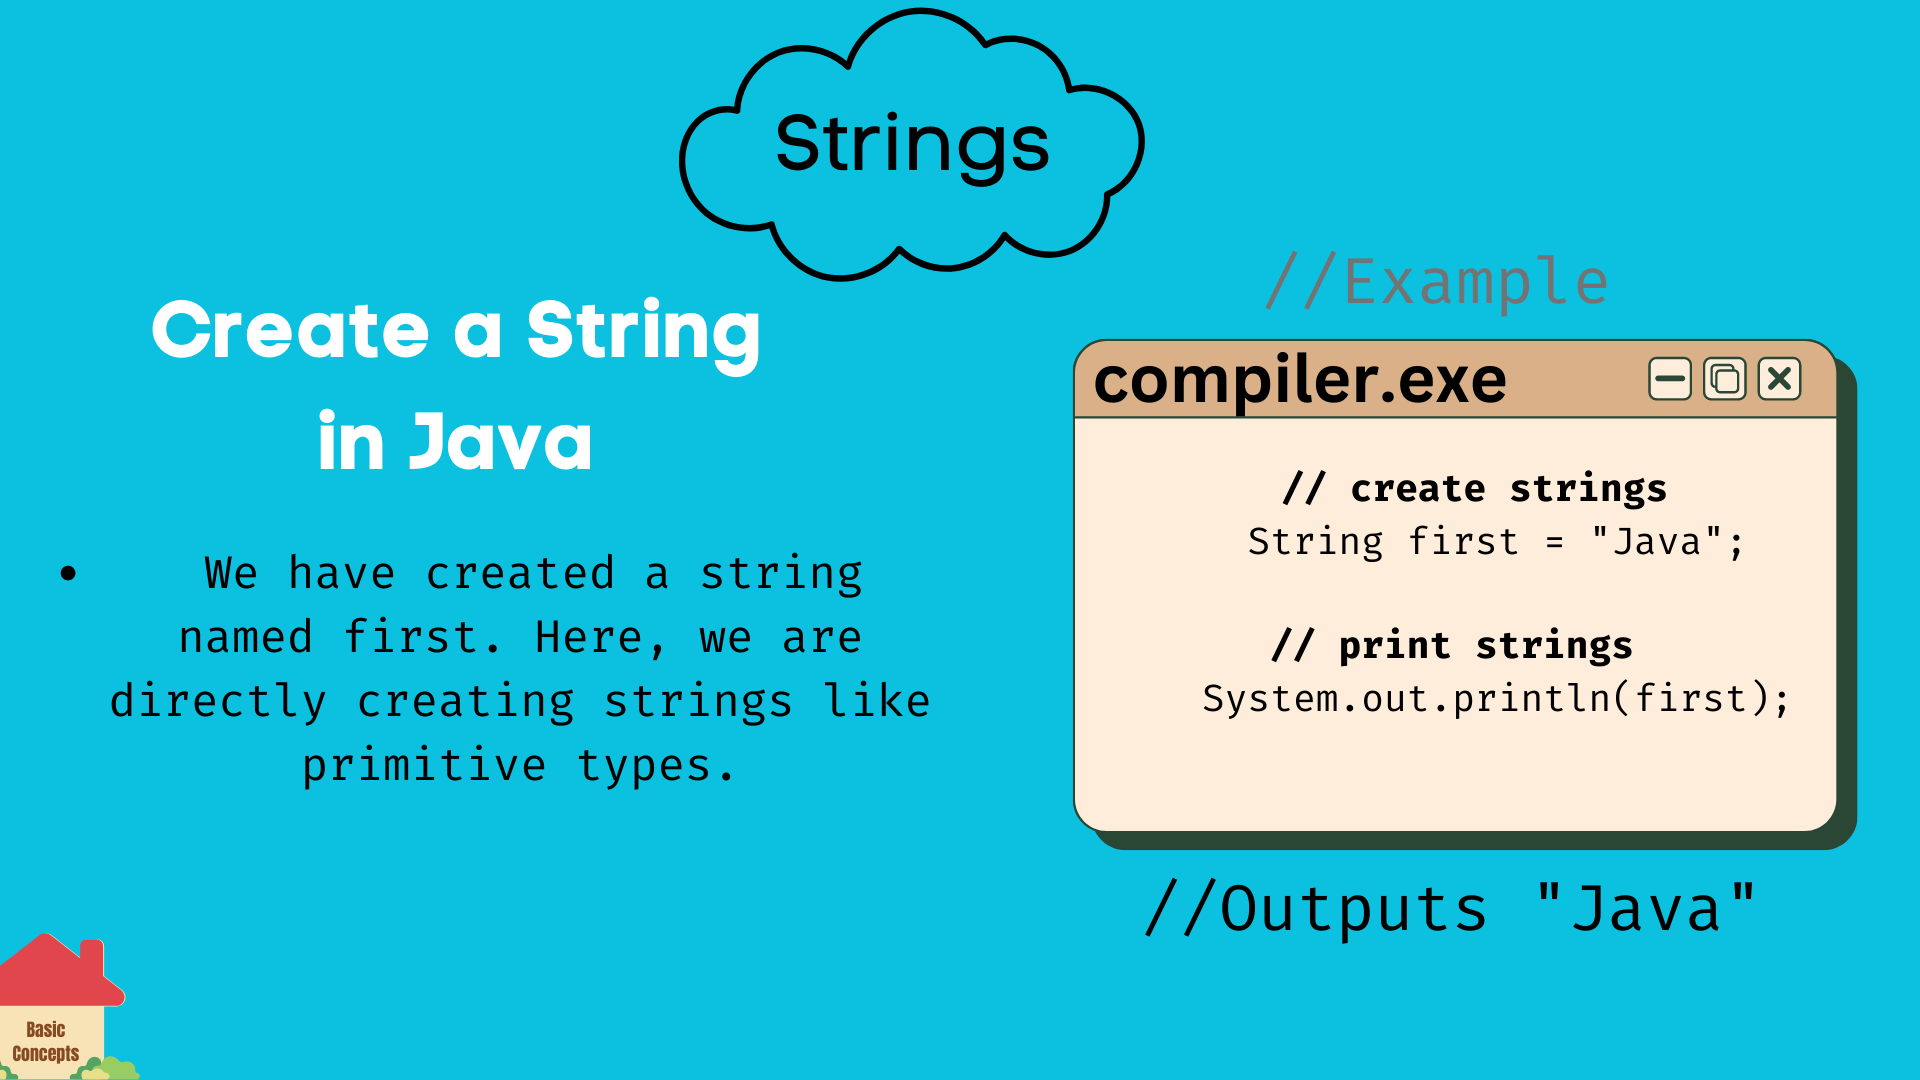 Strings
Create a String
in Java
• We have created a string
named first. Here, we are
directly creating strings like
primitive types.
//Example
compiler.exe
// create strings
String first = "Java";
// print strings
System.out.println(first);
//Outputs "Java"
Basic
Concepts